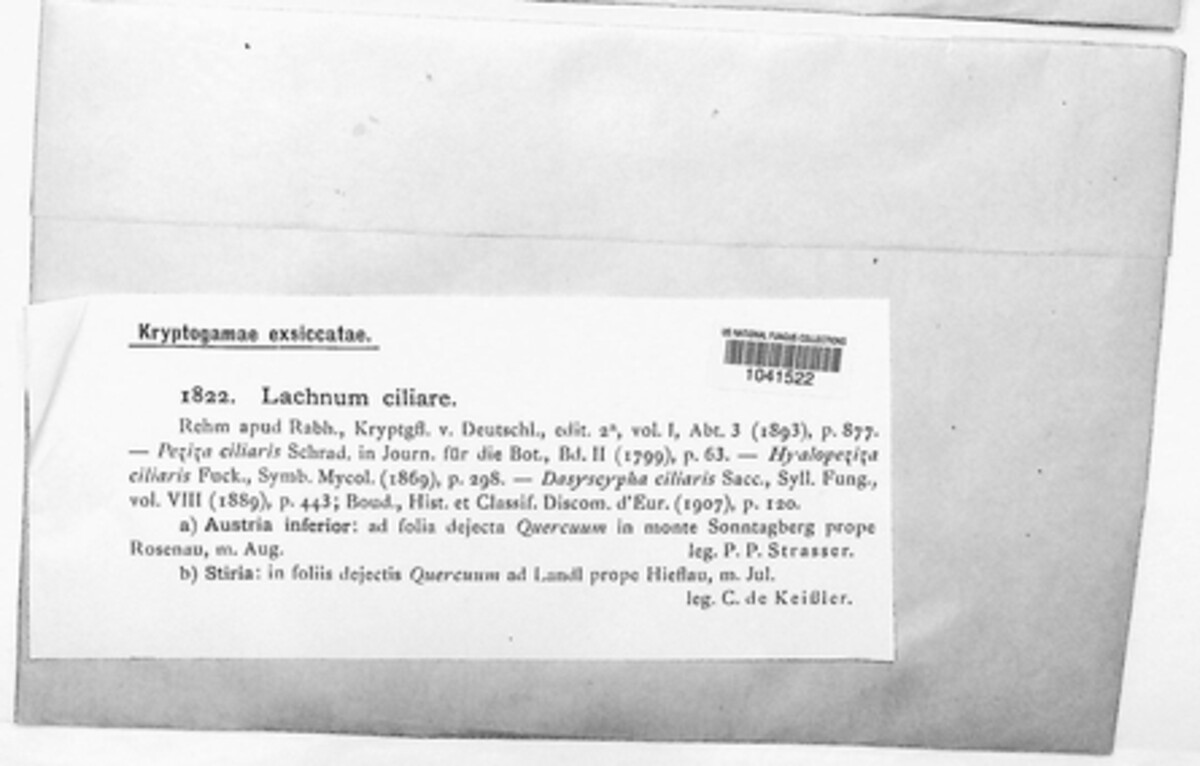 Kryptogamae exsiccatae.
US NATIONAL FUNGUS COLLECTIONS
1041522
1822. Lachnum ciliare.
Rehm apud Rabh., Kryptgfl. v. Deutschl., edit. 2ª, vol. I, Abt. 3 (1893), p. 877.
— Peziza ciliaris Schrad. in Journ. für die Bot., Bd. II (1799), p. 63. — Hyalopeziza
ciliaris Fuck., Symb. Mycol. (1869), p. 298. — Dasyscypha ciliaris Sacc., Syll. Fung.,
vol. VIII (1889), p. 443; Boud., Hist. et Classif. Discom. d'Eur. (1907), p. 120.
a) Austria inferior: ad folia dejecta Quercuum in monte Sonntagberg prope
Rosenau, m. Aug. leg. P. P. Strasser.
b) Stiria: in foliis dejectis Quercuum ad Landl prope Hieflau, m. Jul.
leg. C. de Keißler.